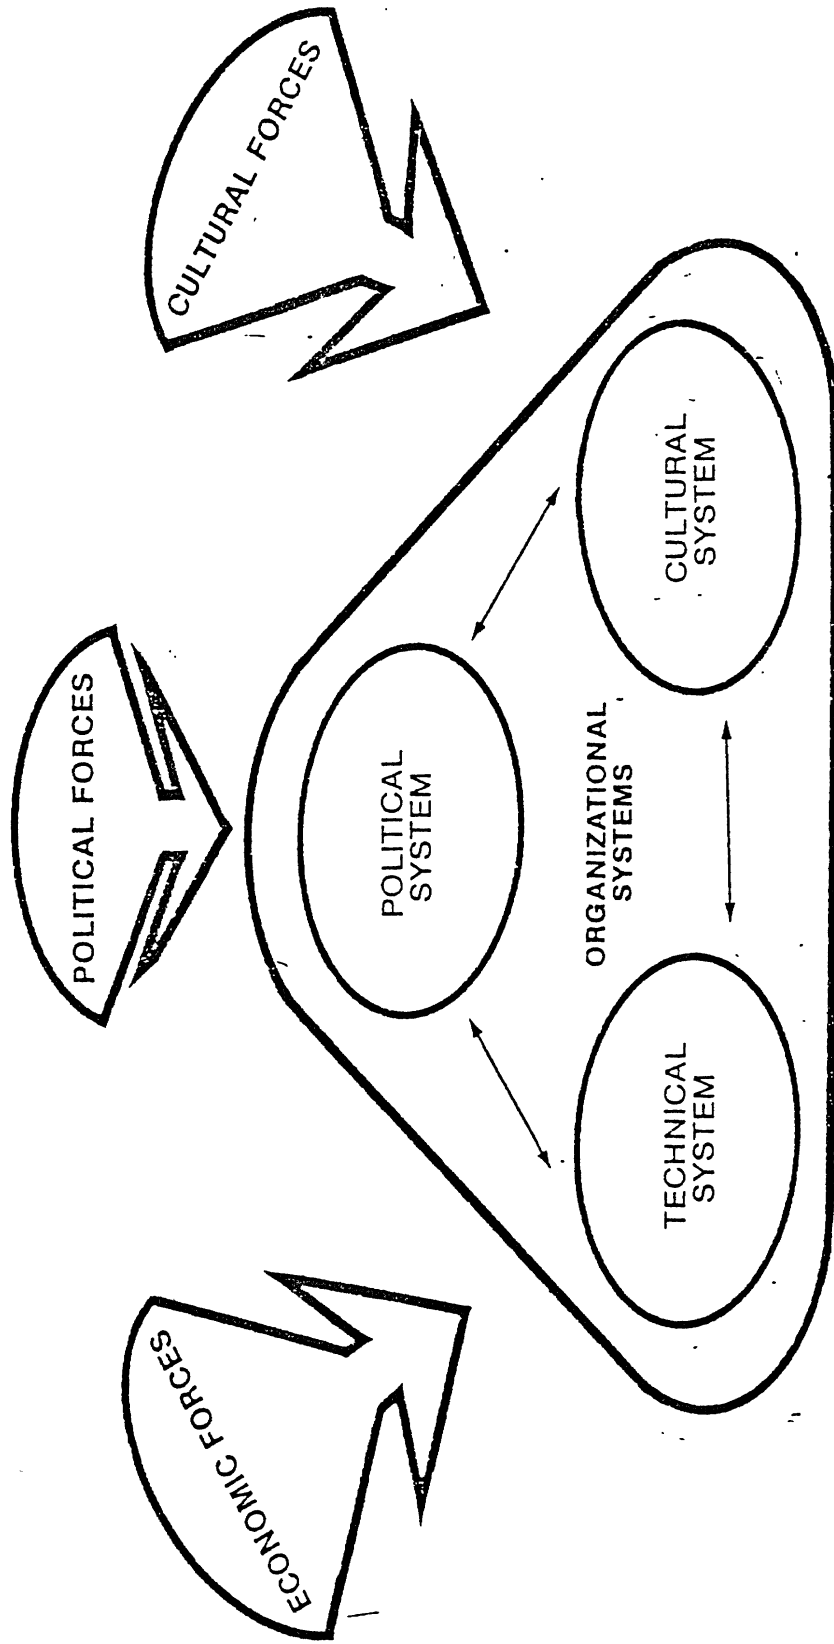 POLITICAL FORCES
ECONOMIC FORCES
CULTURAL FORCES
POLITICAL
SYSTEM
ORGANIZATIONAL
SYSTEMS
TECHNICAL
SYSTEM
CULTURAL
SYSTEM